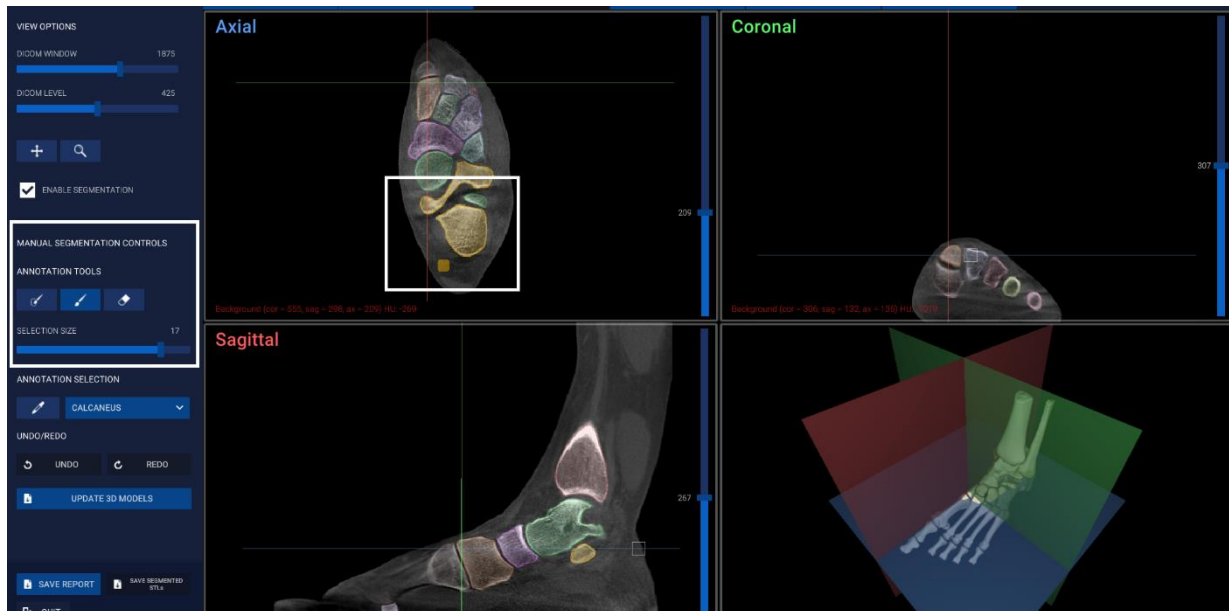 VIEW OPTIONS
DICOM WINDOW 1875
DICOM LEVEL 425
ENABLE SEGMENTATION
MANUAL SEGMENTATION CONTROLS
ANNOTATION TOOLS
SELECTION SIZE 17
ANNOTATION SELECTION
CALCANEUS
UNDO/REDO
UNDO REDO
UPDATE 3D MODELS
SAVE REPORT
SAVE SEGMENTED
STLs
QUIT
Axial
209
Coronal
307
Sagittal
267